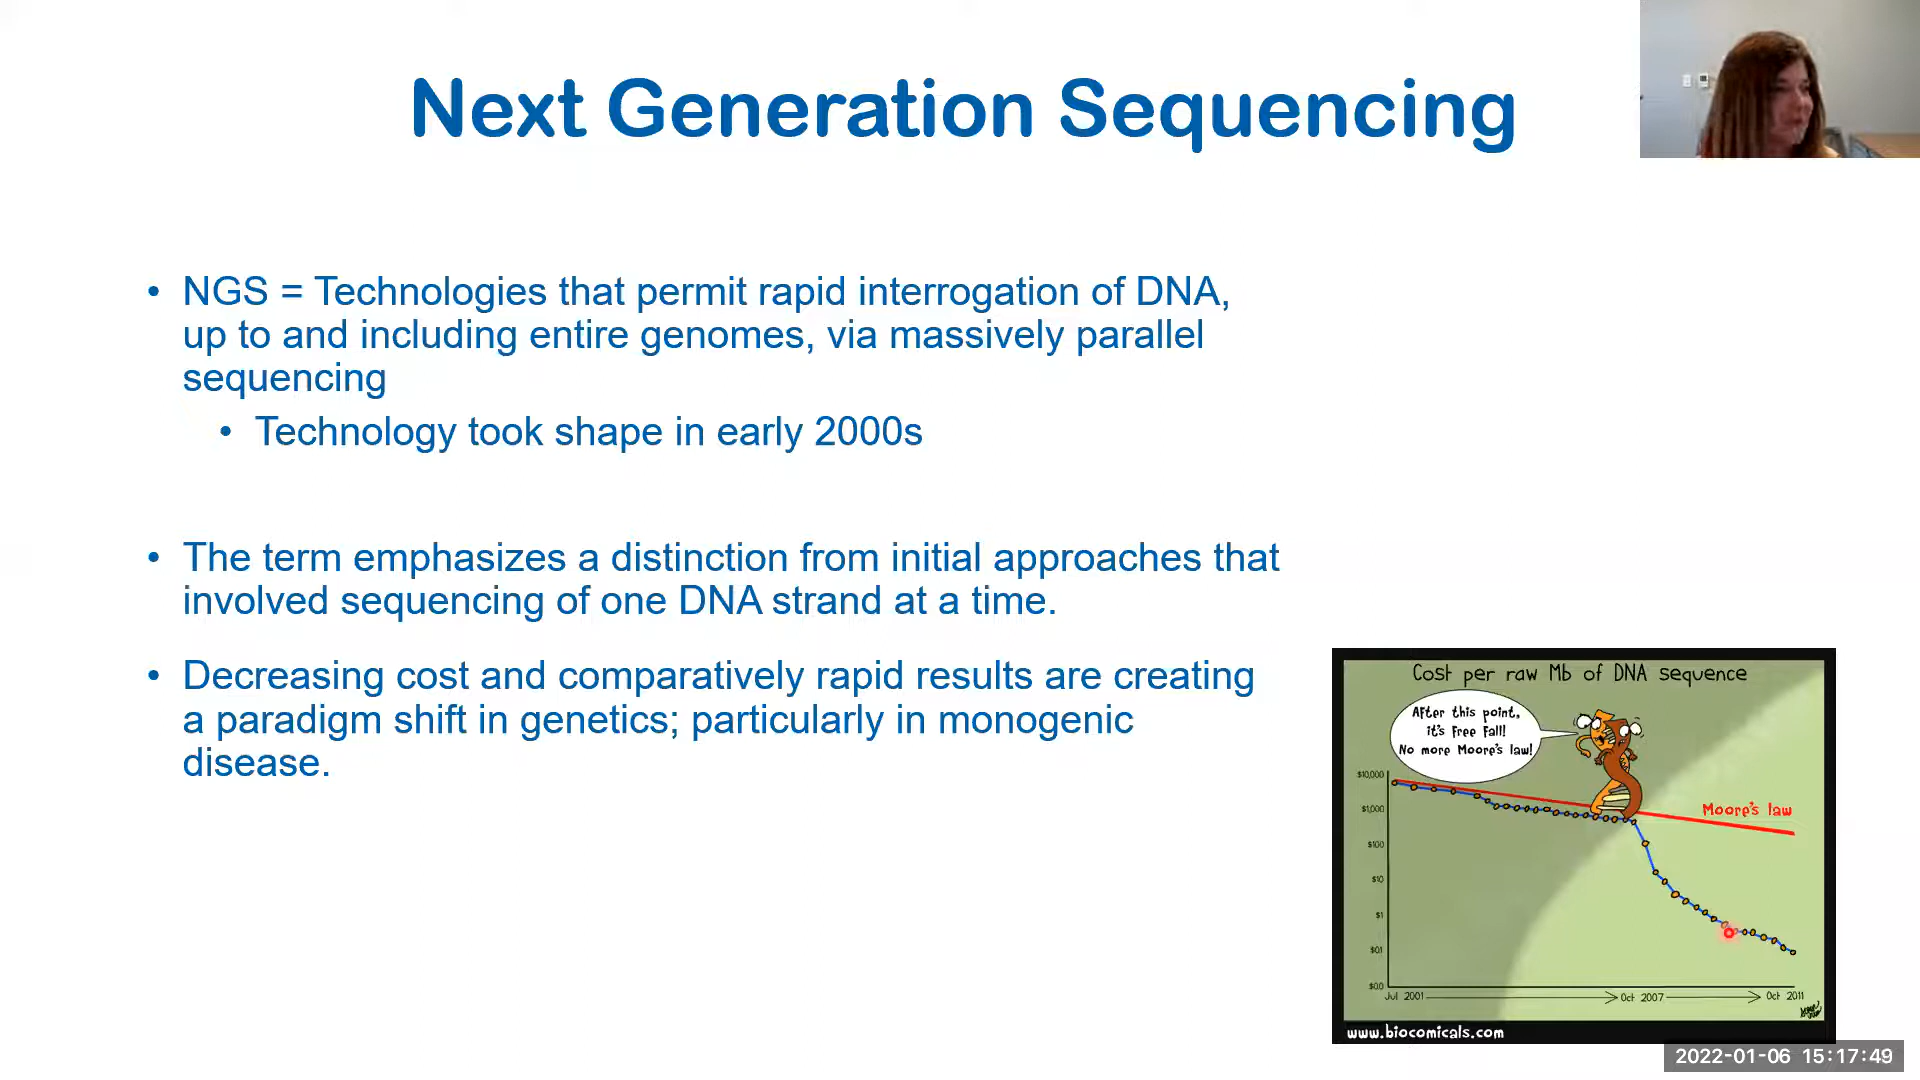 Next Generation Sequencing
• NGS = Technologies that permit rapid interrogation of DNA,
up to and including entire genomes, via massively parallel
sequencing
• Technology took shape in early 2000s
• The term emphasizes a distinction from initial approaches that
involved sequencing of one DNA strand at a time.
• Decreasing cost and comparatively rapid results are creating
a paradigm shift in genetics; particularly in monogenic
disease.
Cost per raw Mb of DNA sequence
After this point,
it's free fall!
No more Moore's law!
Moore's law
$10,000
$1,000
$100
$10
$1
Jul 2001
Oct 2007
Oct 2011
www.biocomicals.com
2022-01-06 15:17:49